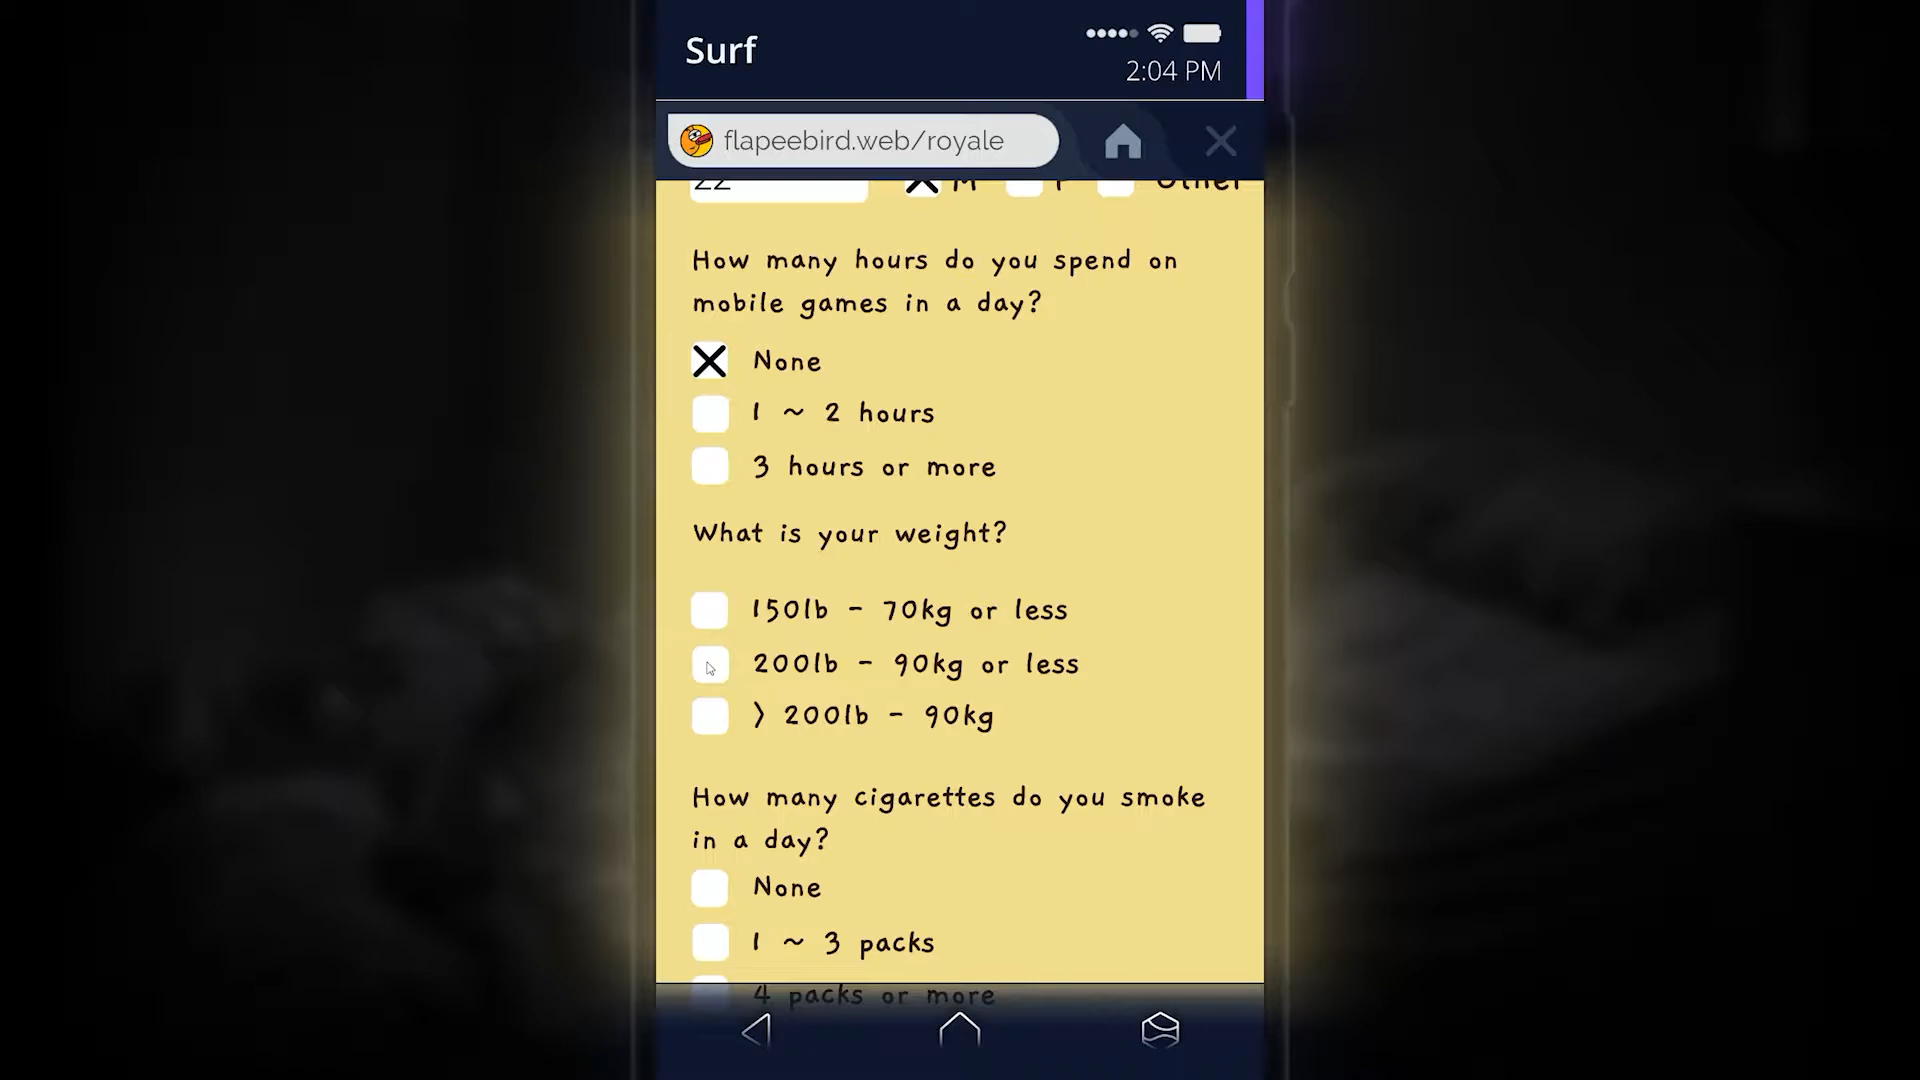 Surf
2:04 PM
flapeebird.web/royale
22 M F Other
How many hours do you spend on
mobile games in a day?
None
1 ~ 2 hours
3 hours or more
What is your weight?
150lb - 70kg or less
200lb - 90kg or less
> 200lb - 90kg
How many cigarettes do you smoke
in a day?
None
1 ~ 3 packs
4 packs or more